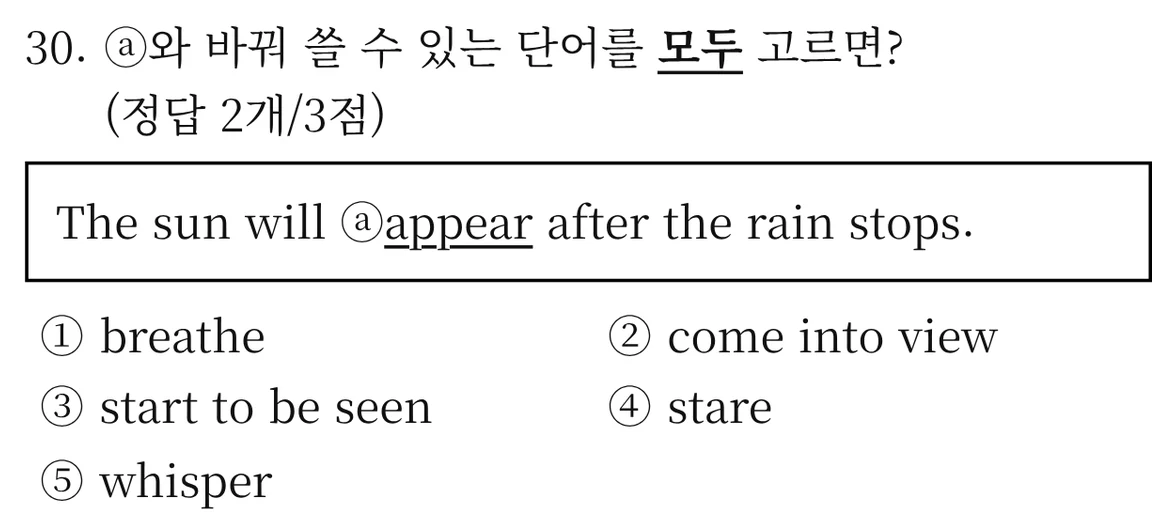 30. ⓐ와 바꿔 쓸 수 있는 단어를 모두 고르면?
(정답 2개/3점)
The sun will ⓐappear after the rain stops.
① breathe ② come into view
③ start to be seen ④ stare
⑤ whisper